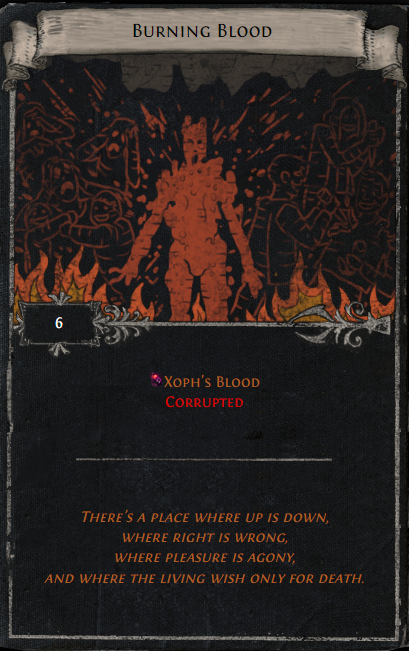 Burning Blood
6
Xoph's Blood
Corrupted
There's a place where up is down,
where right is wrong,
where pleasure is agony,
and where the living wish only for death.